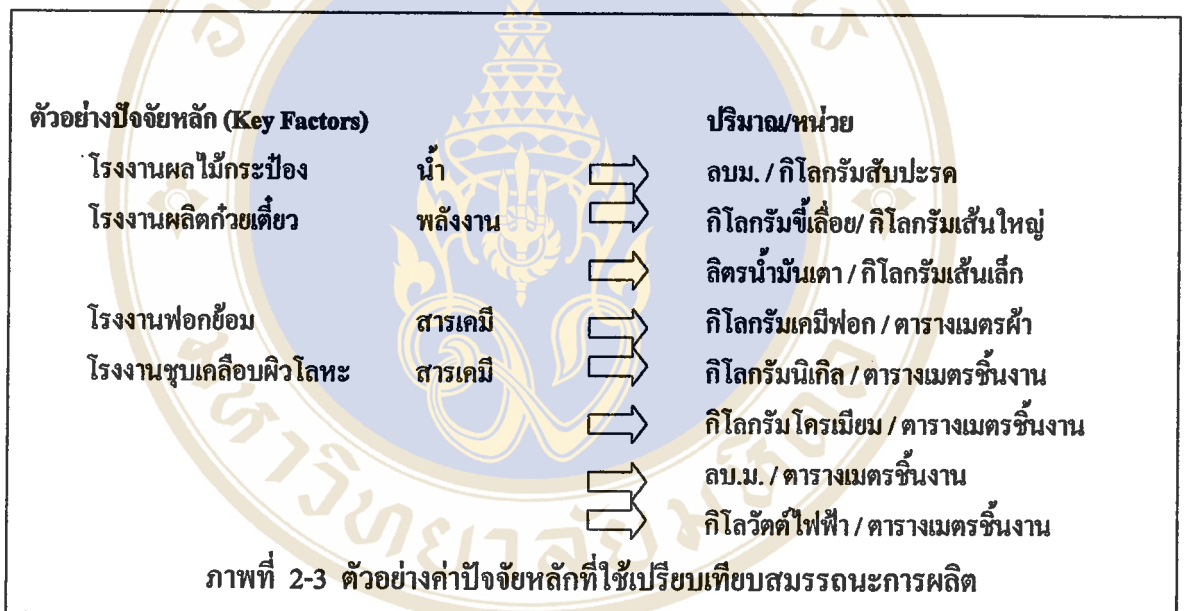 ตัวอย่างปัจจัยหลัก (Key Factors) ปริมาณ/หน่วย
โรงงานผลไม้กระป๋อง น้ำ ลบม. / กิโลกรัมสับปะรค
โรงงานผลิตก๋วยเตี๋ยว พลังงาน กิโลกรัมขี้เลื่อย/ กิโลกรัมเส้นใหญ่
ลิตรน้ำมันเตา / กิโลกรัมเส้นเล็ก
โรงงานฟอกย้อม สารเคมี กิโลกรัมเคมีฟอก / ตารางเมตรผ้า
โรงงานชุบเคลือบผิวโลหะ สารเคมี กิโลกรัมนิเกิล / ตารางเมตรชิ้นงาน
กิโลกรัมโครเมียม / ตารางเมตรชิ้นงาน
ลบ.ม. / ตารางเมตรชิ้นงาน
กิโลวัตต์ไฟฟ้า / ตารางเมตรชิ้นงาน
ภาพที่ 2-3 ตัวอย่างค่าปัจจัยหลักที่ใช้เปรียบเทียบสมรรถนะการผลิต
มหาวิทยาลัยมหิดล